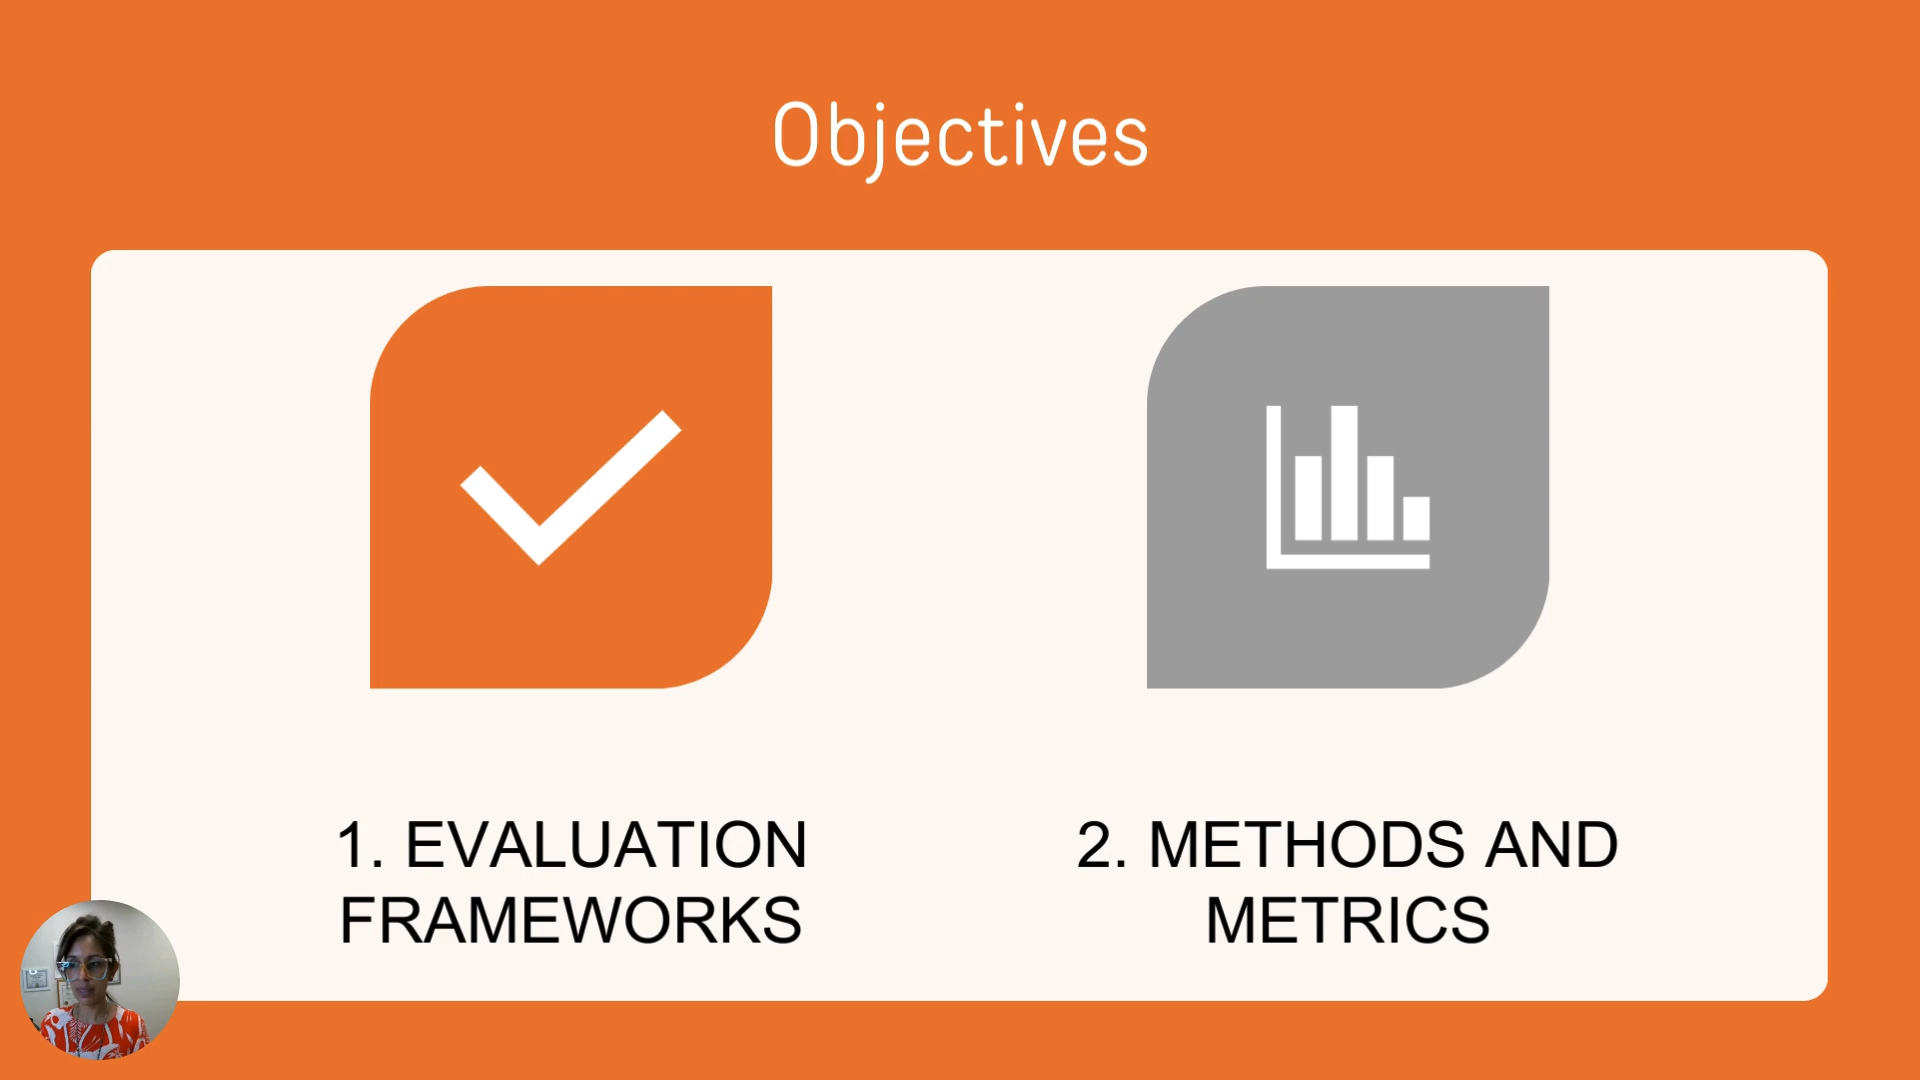 Objectives
1. EVALUATION
FRAMEWORKS
2. METHODS AND
METRICS